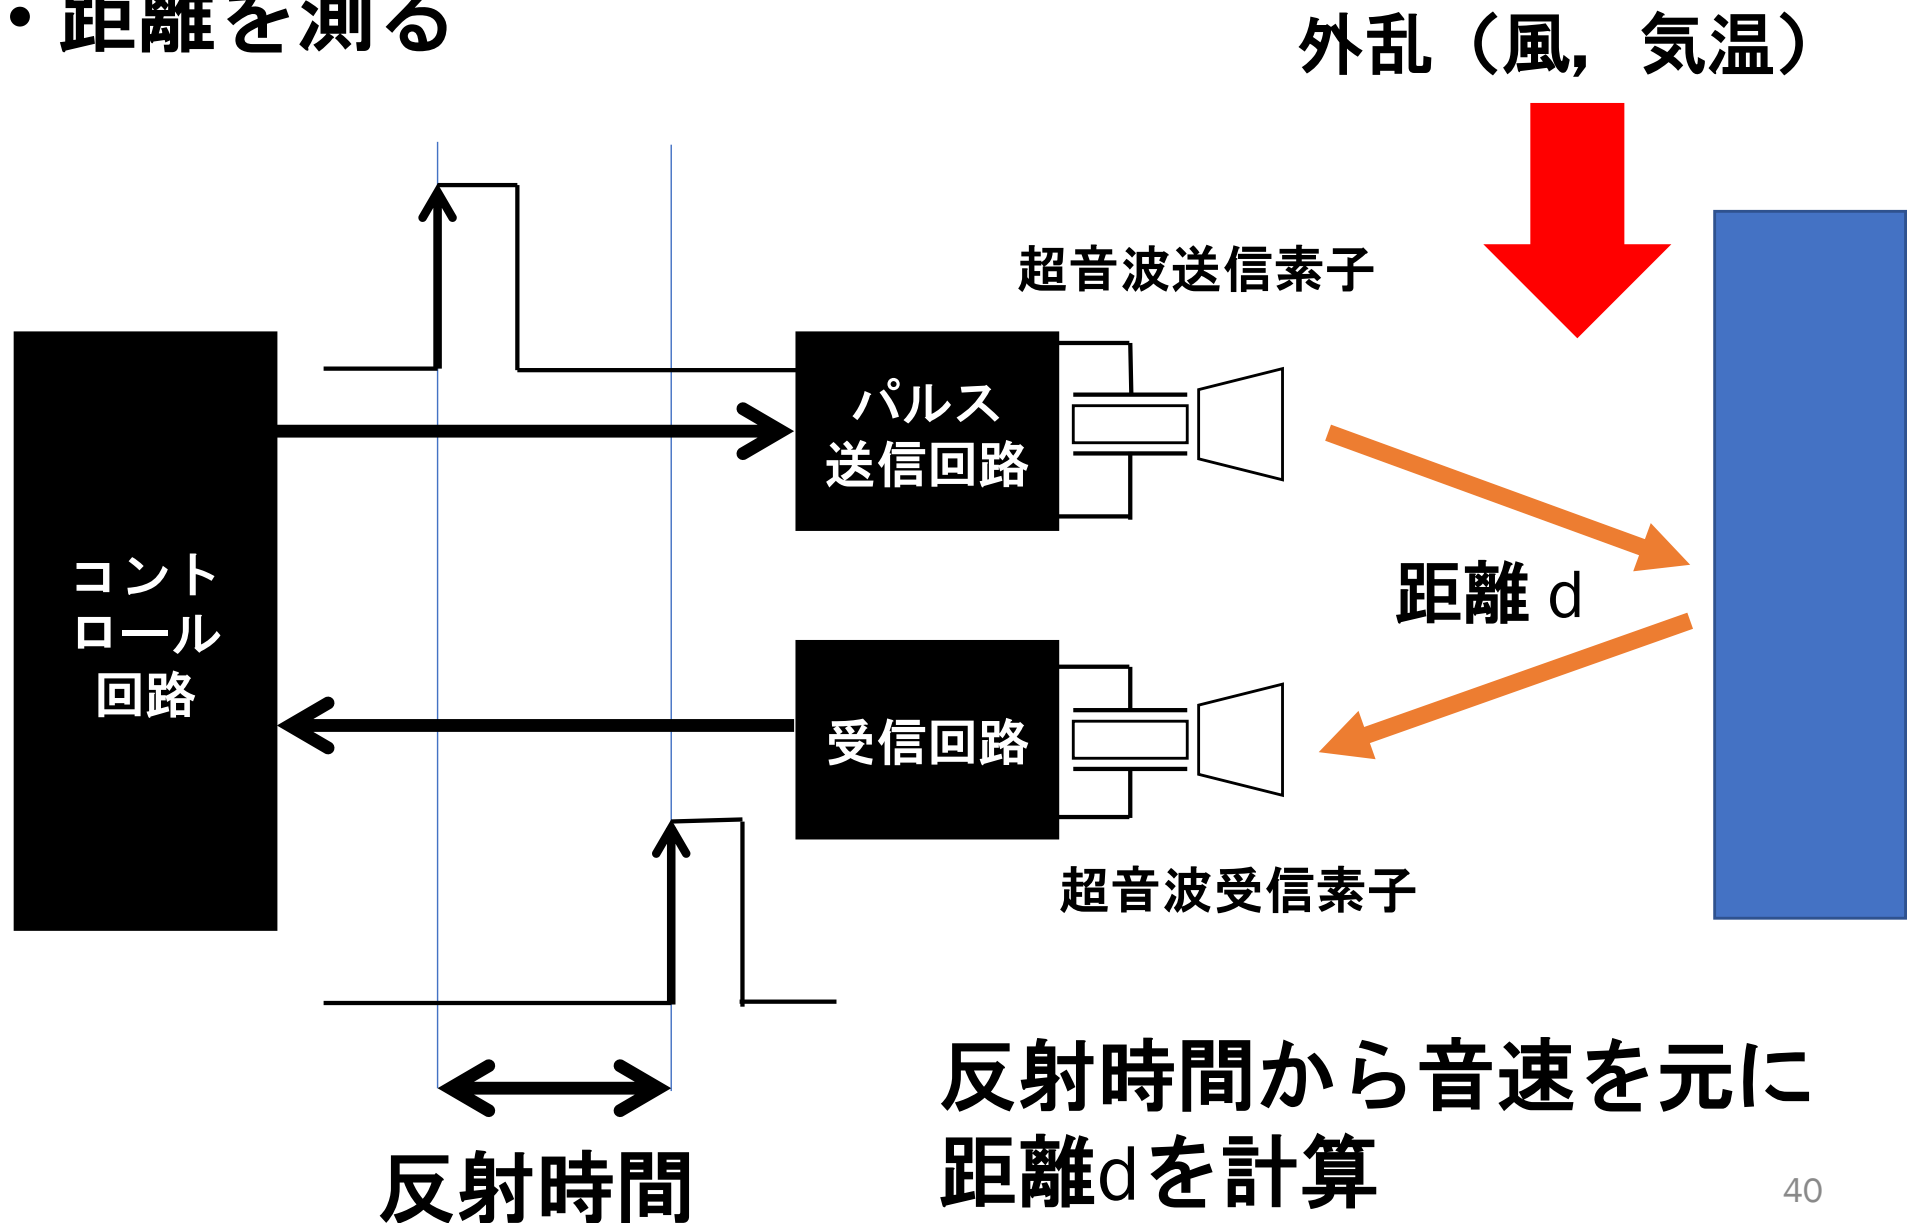 • 距離を測る
外乱（風，気温）
超音波送信素子
パルス
送信回路
コント
ロール
回路
距離 d
受信回路
超音波受信素子
反射時間
反射時間から音速を元に
距離dを計算
40